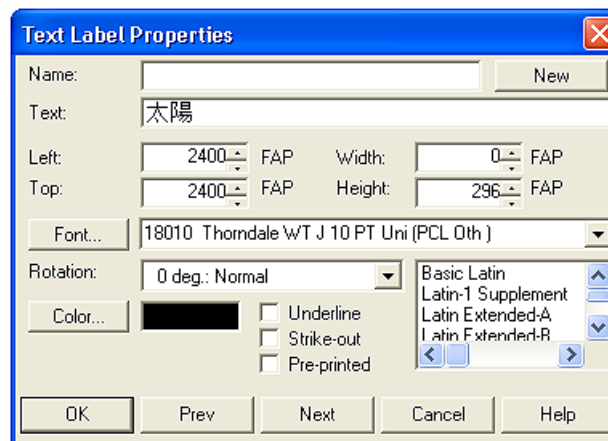 Text Label Properties
Name: New
Text: 太陽
Left: 2400 FAP Width: 0 FAP
Top: 2400 FAP Height: 296 FAP
Font... 18010 Thorndale WT J 10 PT Uni (PCL Oth )
Rotation: 0 deg.: Normal Basic Latin
Latin-1 Supplement
Color... Underline Latin Extended-A
Strike-out Latin Extended-B
Pre-printed
OK Prev Next Cancel Help